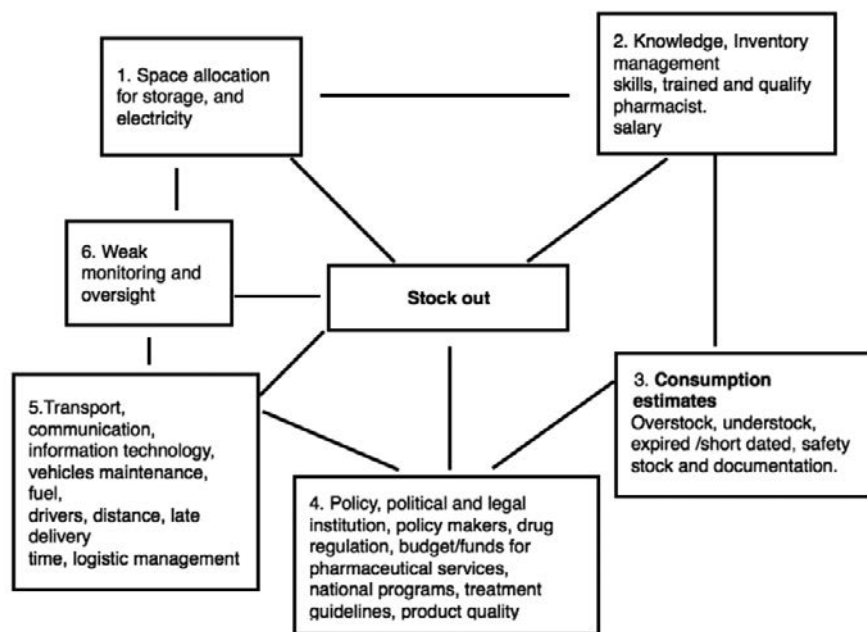 1. Space allocation
for storage, and
electricity
2. Knowledge, Inventory
management
skills, trained and qualify
pharmacist.
salary
6. Weak
monitoring and
oversight
Stock out
3. Consumption
estimates
Overstock, understock,
expired /short dated, safety
stock and documentation.
5.Transport,
communication,
information technology,
vehicles maintenance,
fuel,
drivers, distance, late
delivery
time, logistic management
4. Policy, political and legal
institution, policy makers, drug
regulation, budget/funds for
pharmaceutical services,
national programs, treatment
guidelines, product quality